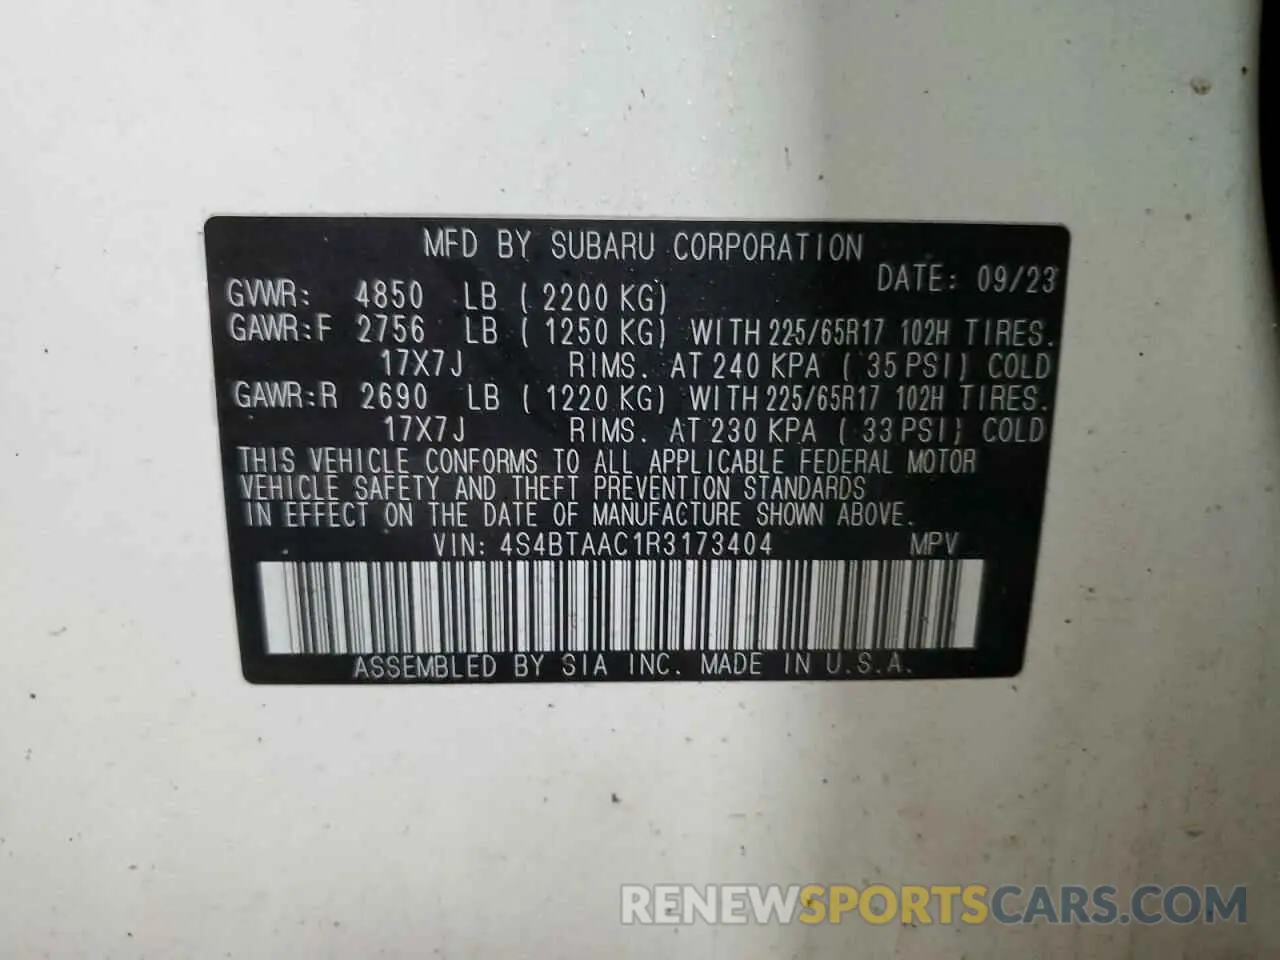 MFD BY SUBARU CORPORATION
DATE: 09/23
GVWR: 4850 LB ( 2200 KG)
GAWR:F 2756 LB ( 1250 KG) WITH 225/65R17 102H TIRES.
17X7J RIMS. AT 240 KPA ( 35 PSI) COLD
GAWR:R 2690 LB ( 1220 KG) WITH 225/65R17 102H TIRES.
17X7J RIMS. AT 230 KPA ( 33 PSI) COLD
THIS VEHICLE CONFORMS TO ALL APPLICABLE FEDERAL MOTOR
VEHICLE SAFETY AND THEFT PREVENTION STANDARDS
IN EFFECT ON THE DATE OF MANUFACTURE SHOWN ABOVE.
VIN: 4S4BTAAC1R3173404 MPV
ASSEMBLED BY SIA INC. MADE IN U.S.A.
RENEWSPORTSCARS.COM